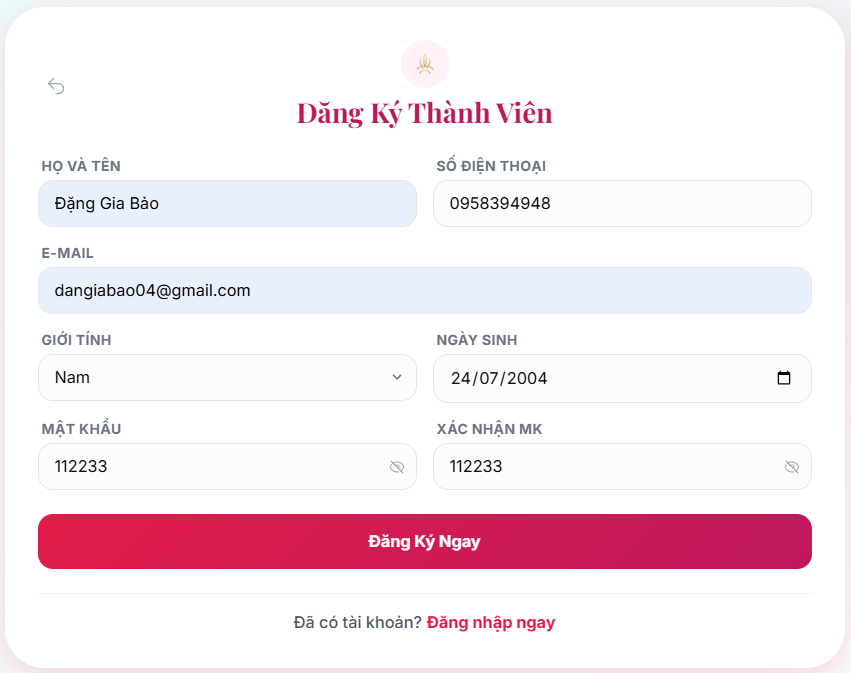 Đăng Ký Thành Viên
HỌ VÀ TÊN
Đặng Gia Bảo
SỐ ĐIỆN THOẠI
0958394948
E-MAIL
dangiabao04@gmail.com
GIỚI TÍNH
Nam
NGÀY SINH
24/07/2004
MẬT KHẨU
112233
XÁC NHẬN MK
112233
Đăng Ký Ngay
Đã có tài khoản? Đăng nhập ngay